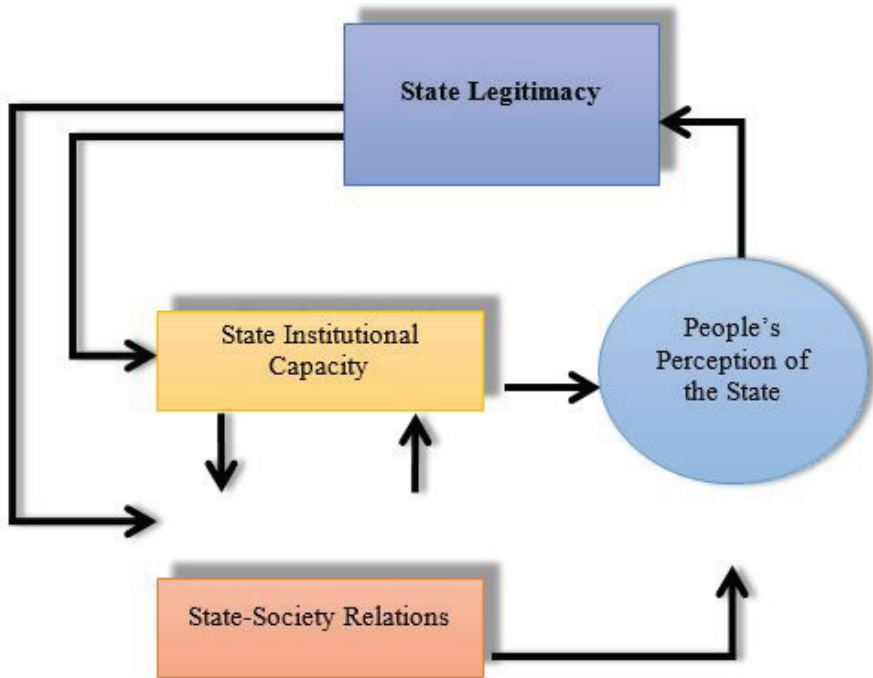 State Legitimacy
State Institutional
Capacity
People’s
Perception of
the State
State-Society Relations